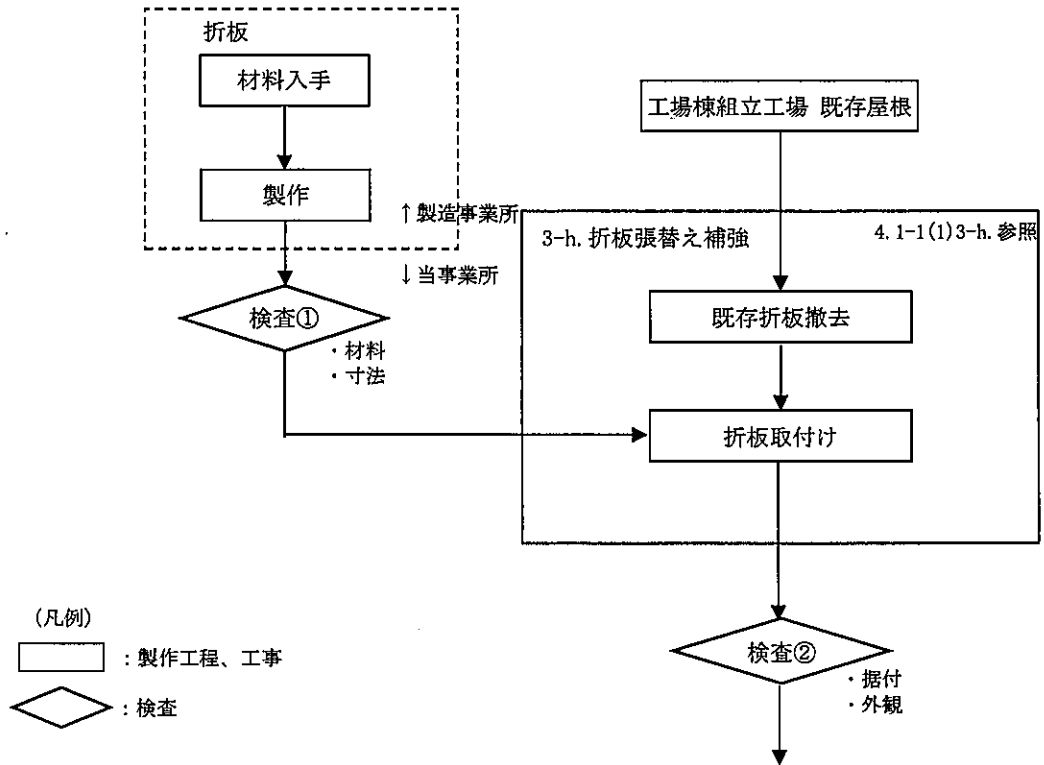 折板
材料入手
製作
↑製造事業所
↓当事業所
検査①
・材料
・寸法
工場棟組立工場 既存屋根
3-h. 折板張替え補強
4. 1-1(1)3-h. 参照
既存折板撤去
折板取付け
検査②
・据付
・外観
(凡例)
：製作工程、工事
：検査